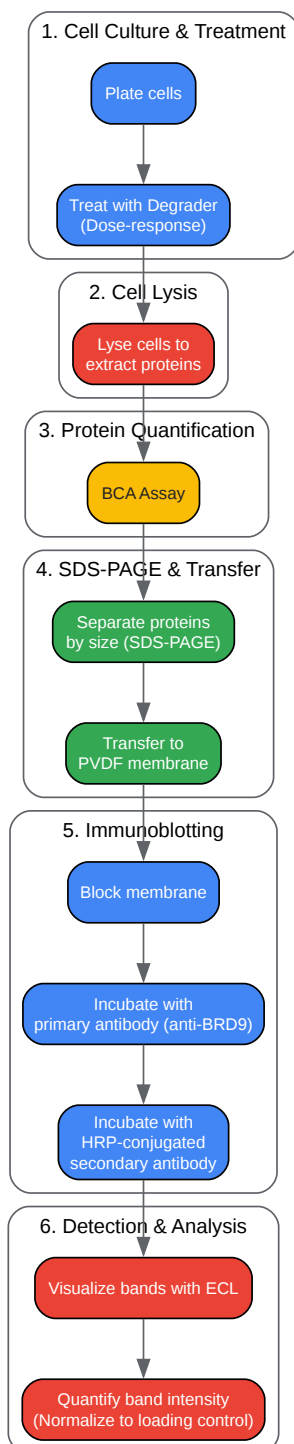 1. Cell Culture & Treatment
Plate cells
Treat with Degrader
(Dose-response)
2. Cell Lysis
Lyse cells to
extract proteins
3. Protein Quantification
BCA Assay
4. SDS-PAGE & Transfer
Separate proteins
by size (SDS-PAGE)
Transfer to
PVDF membrane
5. Immunoblotting
Block membrane
Incubate with
primary antibody (anti-BRD9)
Incubate with
HRP-conjugated
secondary antibody
6. Detection & Analysis
Visualize bands with ECL
Quantify band intensity
(Normalize to loading control)